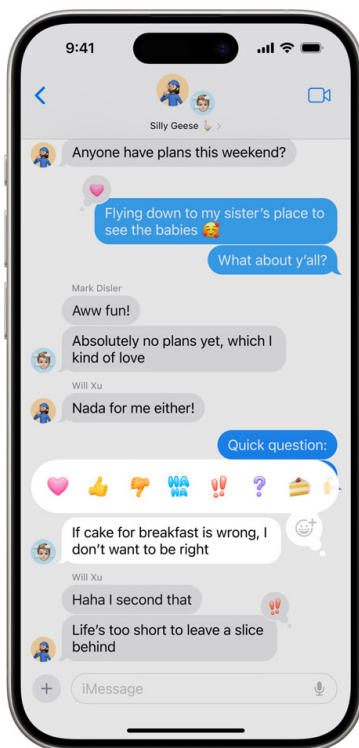 9:41
Silly Geese 🪿 >
Anyone have plans this weekend?
Flying down to my sister’s place to
see the babies 🥰
What about y’all?
Mark Disler
Aww fun!
Absolutely no plans yet, which I
kind of love
Will Xu
Nada for me either!
Quick question:
HA
HA
!!
?
If cake for breakfast is wrong, I
don’t want to be right
Will Xu
Haha I second that
!!
Life’s too short to leave a slice
behind
iMessage